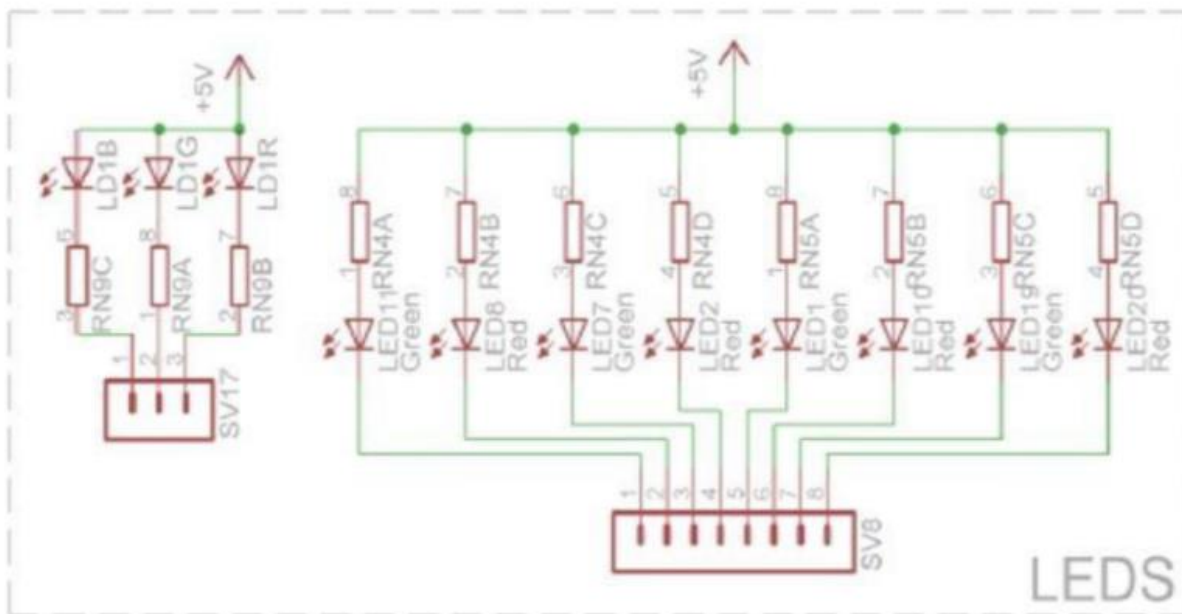 +5V
+5V
LD1B
LD1G
LD1R
8
7
6
5
8
7
6
5
RN4A
RN4B
RN4C
RN4D
RN5A
RN5B
RN5C
RN5D
8
7
RN9C
RN9A
RN9B
1
2
3
4
1
2
3
4
3
1
2
LED11
Green
LED8
Red
LED7
Green
LED2
Red
LED1
Green
LED10
Red
LED19
Green
LED20
Red
1
2
3
SV17
1
2
3
4
5
6
7
8
SV8
LEDS